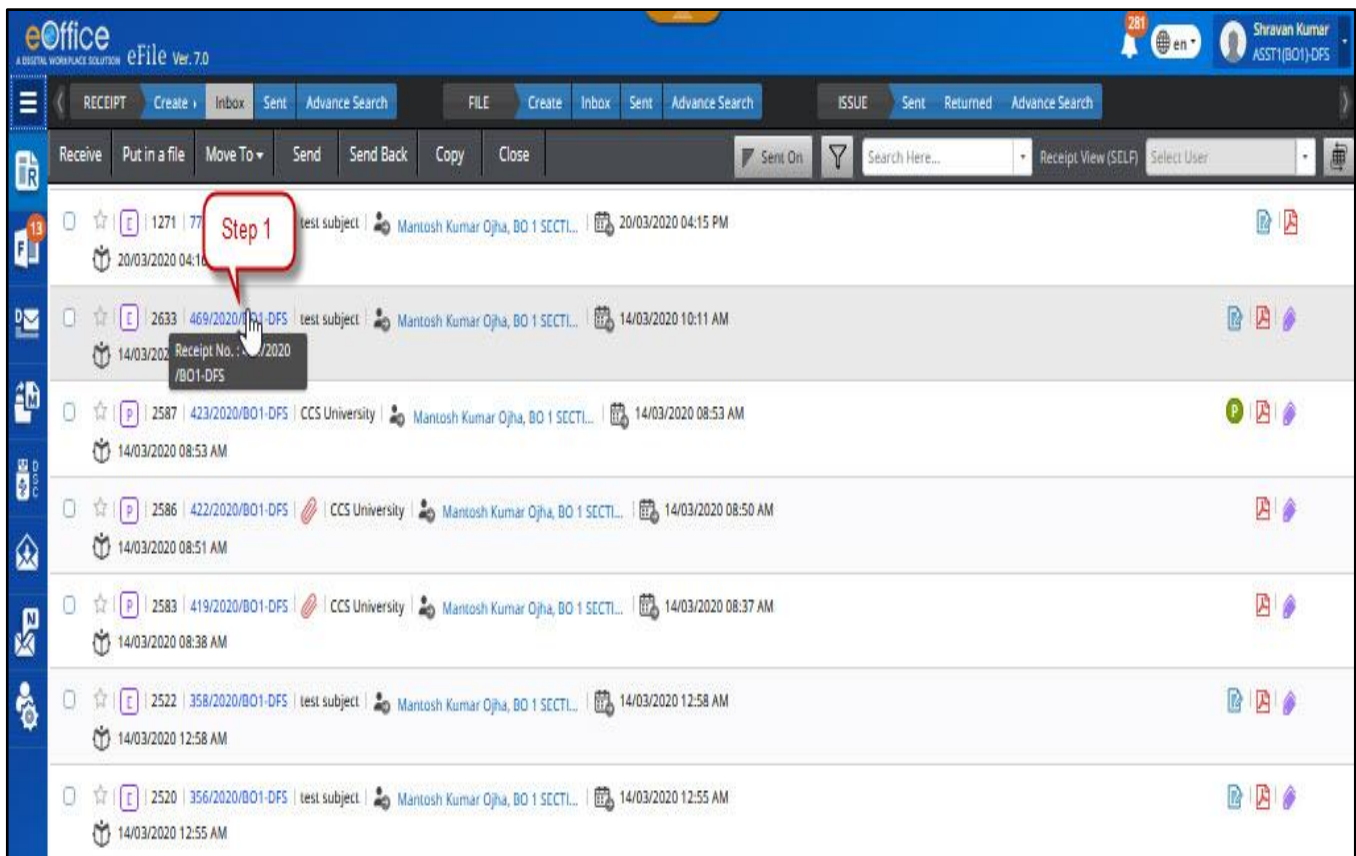 eOffice
A DIGITAL WORKPLACE SOLUTION eFile Ver. 7.0
281
en
Shravan Kumar
ASST1(BO1)-DFS
RECEIPT Create Inbox Sent Advance Search FILE Create Inbox Sent Advance Search ISSUE Sent Returned Advance Search
Receive Put in a file Move To Send Send Back Copy Close Sent On Search Here... Receipt View (SELF) Select User
R
13
F
D
M
DSC
N
E 1271 77 test subject Mantosh Kumar Ojha, BO 1 SECTI... 20/03/2020 04:15 PM
Step 1
20/03/2020 04:16
E 2633 469/2020/BO1-DFS test subject Mantosh Kumar Ojha, BO 1 SECTI... 14/03/2020 10:11 AM
14/03/202
Receipt No. : /2020
/BO1-DFS
P 2587 423/2020/BO1-DFS CCS University Mantosh Kumar Ojha, BO 1 SECTI... 14/03/2020 08:53 AM P
14/03/2020 08:53 AM
P 2586 422/2020/BO1-DFS CCS University Mantosh Kumar Ojha, BO 1 SECTI... 14/03/2020 08:50 AM
14/03/2020 08:51 AM
P 2583 419/2020/BO1-DFS CCS University Mantosh Kumar Ojha, BO 1 SECTI... 14/03/2020 08:37 AM
14/03/2020 08:38 AM
E 2522 358/2020/BO1-DFS test subject Mantosh Kumar Ojha, BO 1 SECTI... 14/03/2020 12:58 AM
14/03/2020 12:58 AM
E 2520 356/2020/BO1-DFS test subject Mantosh Kumar Ojha, BO 1 SECTI... 14/03/2020 12:55 AM
14/03/2020 12:55 AM